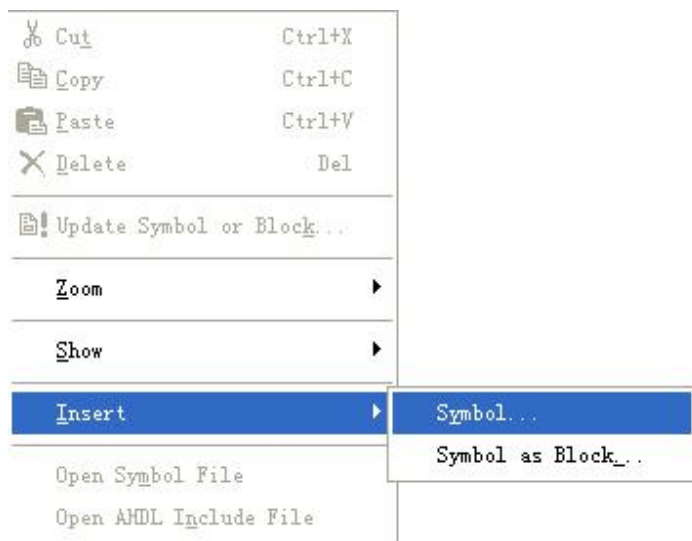 Cut Ctrl+X
Copy Ctrl+C
Paste Ctrl+V
Delete Del
Update Symbol or Block...
Zoom
Show
Insert Symbol...
Symbol as Block...
Open Symbol File
Open AHDL Include File